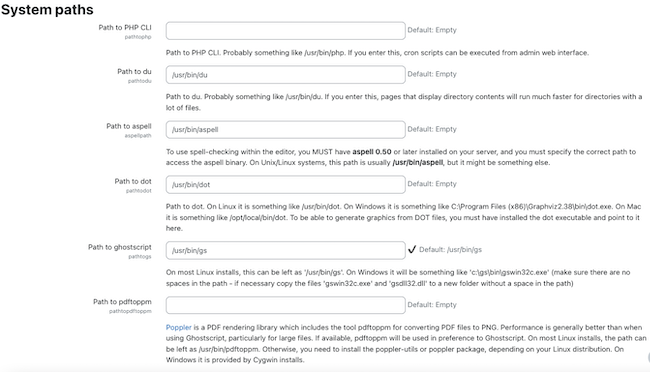 System paths
Path to PHP CLI
pathtophp
Default: Empty
Path to PHP CLI. Probably something like /usr/bin/php. If you enter this, cron scripts can be executed from admin web interface.
Path to du
pathtodu
/usr/bin/du
Default: Empty
Path to du. Probably something like /usr/bin/du. If you enter this, pages that display directory contents will run much faster for directories with a
lot of files.
Path to aspell
aspellpath
/usr/bin/aspell
Default: Empty
To use spell-checking within the editor, you MUST have aspell 0.50 or later installed on your server, and you must specify the correct path to
access the aspell binary. On Unix/Linux systems, this path is usually /usr/bin/aspell, but it might be something else.
Path to dot
pathtodot
/usr/bin/dot
Default: Empty
Path to dot. On Linux it is something like /usr/bin/dot. On Windows it is something like C:\Program Files (x86)\Graphviz2.38\bin\dot.exe. On Mac
it is something like /opt/local/bin/dot. To be able to generate graphics from DOT files, you must have installed the dot executable and point to it
here.
Path to ghostscript
pathtogs
/usr/bin/gs
Default: /usr/bin/gs
On most Linux installs, this can be left as '/usr/bin/gs'. On Windows it will be something like 'c:\gs\bin\gswin32c.exe' (make sure there are no
spaces in the path - if necessary copy the files 'gswin32c.exe' and 'gsdll32.dll' to a new folder without a space in the path)
Path to pdftoppm
pathtopdftoppm
Default: Empty
Poppler is a PDF rendering library which includes the tool pdftoppm for converting PDF files to PNG. Performance is generally better than when
using Ghostscript, particularly for large files. If available, pdftoppm will be used in preference to Ghostscript. On most Linux installs, the path can
be left as /usr/bin/pdftoppm. Otherwise, you need to install the poppler-utils or poppler package, depending on your Linux distribution. On
Windows it is provided by Cygwin installs.